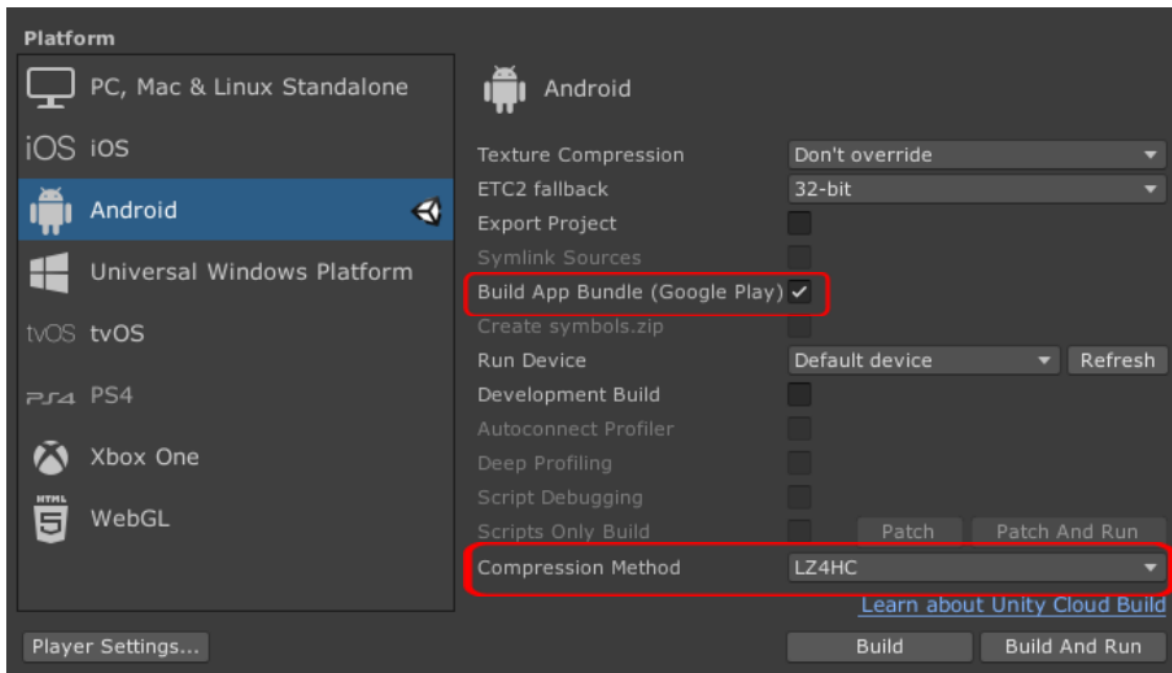 Platform
PC, Mac & Linux Standalone
iOS iOS
Android
Universal Windows Platform
tvOS tvOS
PS4 PS4
Xbox One
HTML
5 WebGL
Android
Texture Compression Don't override
ETC2 fallback 32-bit
Export Project
Symlink Sources
Build App Bundle (Google Play)
Create symbols.zip
Run Device Default device Refresh
Development Build
Autoconnect Profiler
Deep Profiling
Script Debugging
Scripts Only Build Patch Patch And Run
Compression Method LZ4HC
Learn about Unity Cloud Build
Player Settings... Build Build And Run